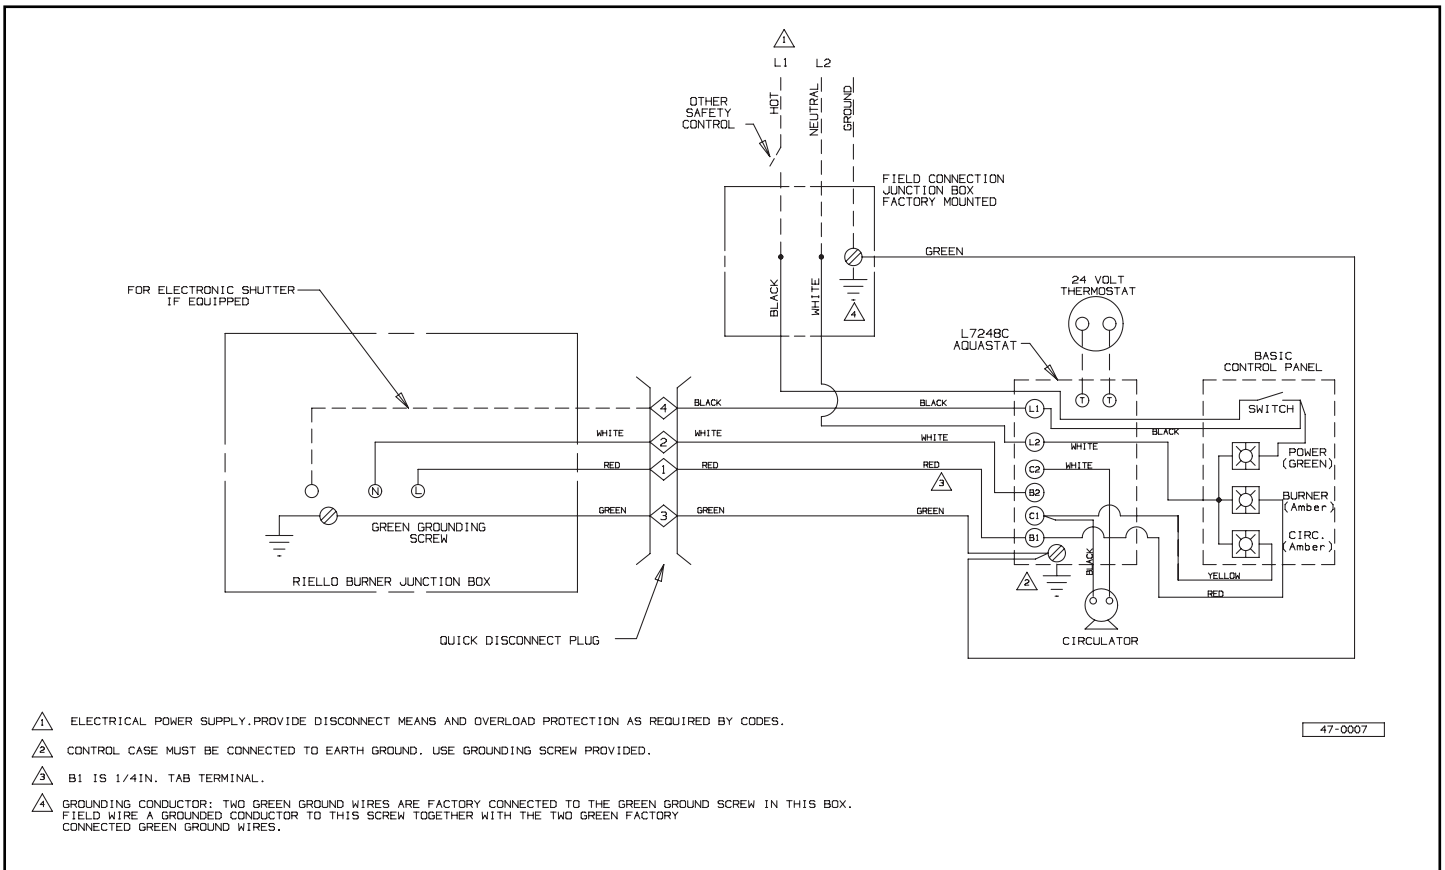 1
L1 L2
HOT
NEUTRAL
GROUND
OTHER
SAFETY
CONTROL
FIELD CONNECTION
JUNCTION BOX
FACTORY MOUNTED
GREEN
BLACK
WHITE
4
24 VOLT
THERMOSTAT
L7248C
AQUASTAT
BASIC
CONTROL PANEL
FOR ELECTRONIC SHUTTER
IF EQUIPPED
4 BLACK BLACK L1 T T
SWITCH
BLACK
WHITE 2 WHITE WHITE L2 WHITE
POWER
(GREEN)
RED 1 RED RED C2 WHITE
3
N L
B2
BURNER
(Amber)
GREEN 3 GREEN GREEN C1
GREEN GROUNDING
SCREW
B1
CIRC.
(Amber)
BLACK
2
YELLOW
RED
RIELLO BURNER JUNCTION BOX
QUICK DISCONNECT PLUG
CIRCULATOR
1 ELECTRICAL POWER SUPPLY.PROVIDE DISCONNECT MEANS AND OVERLOAD PROTECTION AS REQUIRED BY CODES.
47-0007
2 CONTROL CASE MUST BE CONNECTED TO EARTH GROUND. USE GROUNDING SCREW PROVIDED.
3 B1 IS 1/4IN. TAB TERMINAL.
4 GROUNDING CONDUCTOR: TWO GREEN GROUND WIRES ARE FACTORY CONNECTED TO THE GREEN GROUND SCREW IN THIS BOX.
FIELD WIRE A GROUNDED CONDUCTOR TO THIS SCREW TOGETHER WITH THE TWO GREEN FACTORY
CONNECTED GREEN GROUND WIRES.